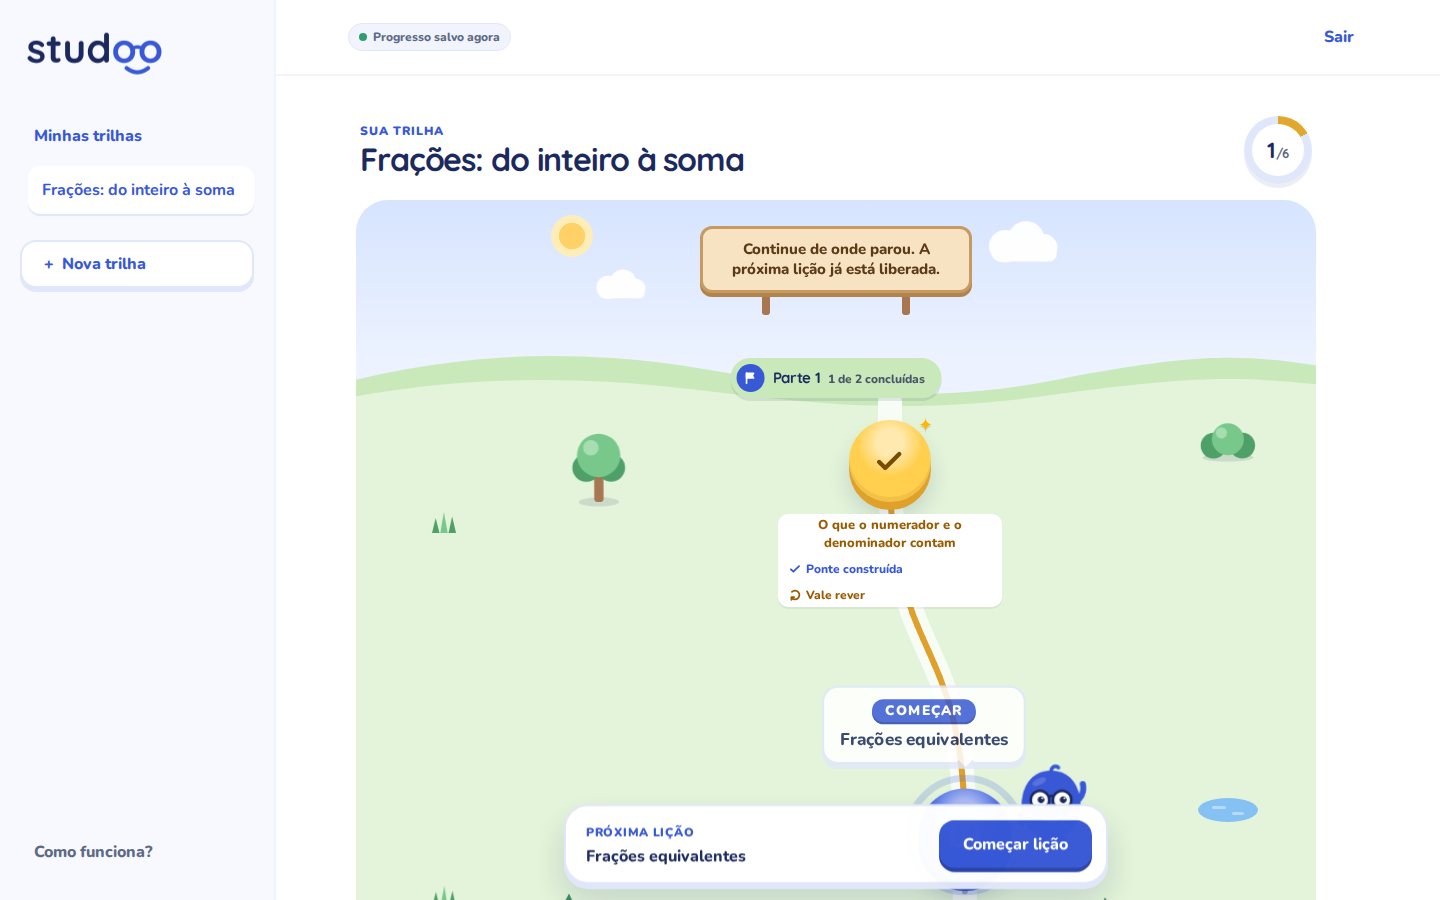 studoo
Minhas trilhas
Frações: do inteiro à soma
+ Nova trilha
Como funciona?
Progresso salvo agora
Sair
SUA TRILHA
Frações: do inteiro à soma
1/6
Continue de onde parou. A
próxima lição já está liberada.
Parte 1 1 de 2 concluídas
O que o numerador e o
denominador contam
Ponte construída
Vale rever
COMEÇAR
Frações equivalentes
PRÓXIMA LIÇÃO
Frações equivalentes
Começar lição